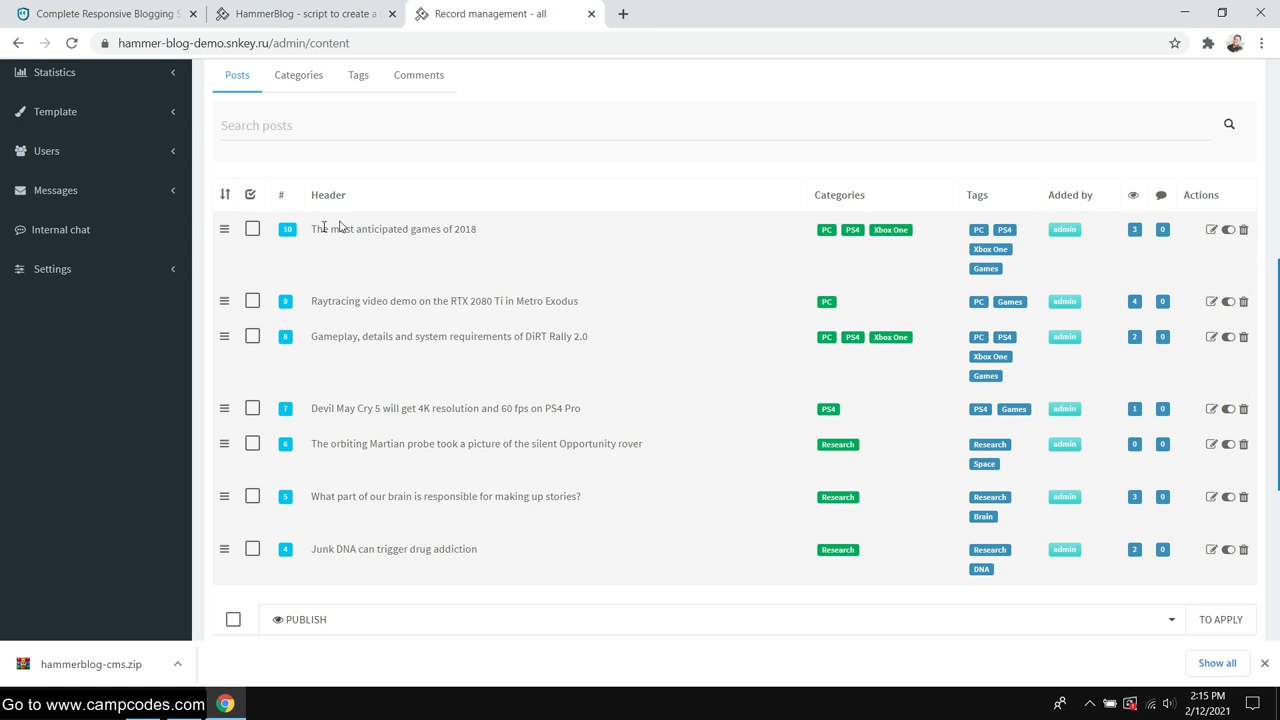 Complete Responsive Blogging S
HammerBlog - script to create a
Record management - all
hammer-blog-demo.snkey.ru/admin/content
Statistics
Template
Users
Messages
Internal chat
Settings
Posts Categories Tags Comments
Search posts
# Header Categories Tags Added by Actions
10 The most anticipated games of 2018 PC PS4 Xbox One PC PS4 admin 3 0
Xbox One
Games
9 Raytracing video demo on the RTX 2080 Ti in Metro Exodus PC PC Games admin 4 0
8 Gameplay, details and system requirements of DiRT Rally 2.0 PC PS4 Xbox One PC PS4 admin 2 0
Xbox One
Games
7 Devil May Cry 5 will get 4K resolution and 60 fps on PS4 Pro PS4 PS4 Games admin 1 0
6 The orbiting Martian probe took a picture of the silent Opportunity rover Research Research admin 0 0
Space
5 What part of our brain is responsible for making up stories? Research Research admin 3 0
Brain
4 Junk DNA can trigger drug addiction Research Research admin 2 0
DNA
PUBLISH TO APPLY
hammerblog-cms.zip Show all
Go to www.campcodes.com
2:15 PM
2/12/2021